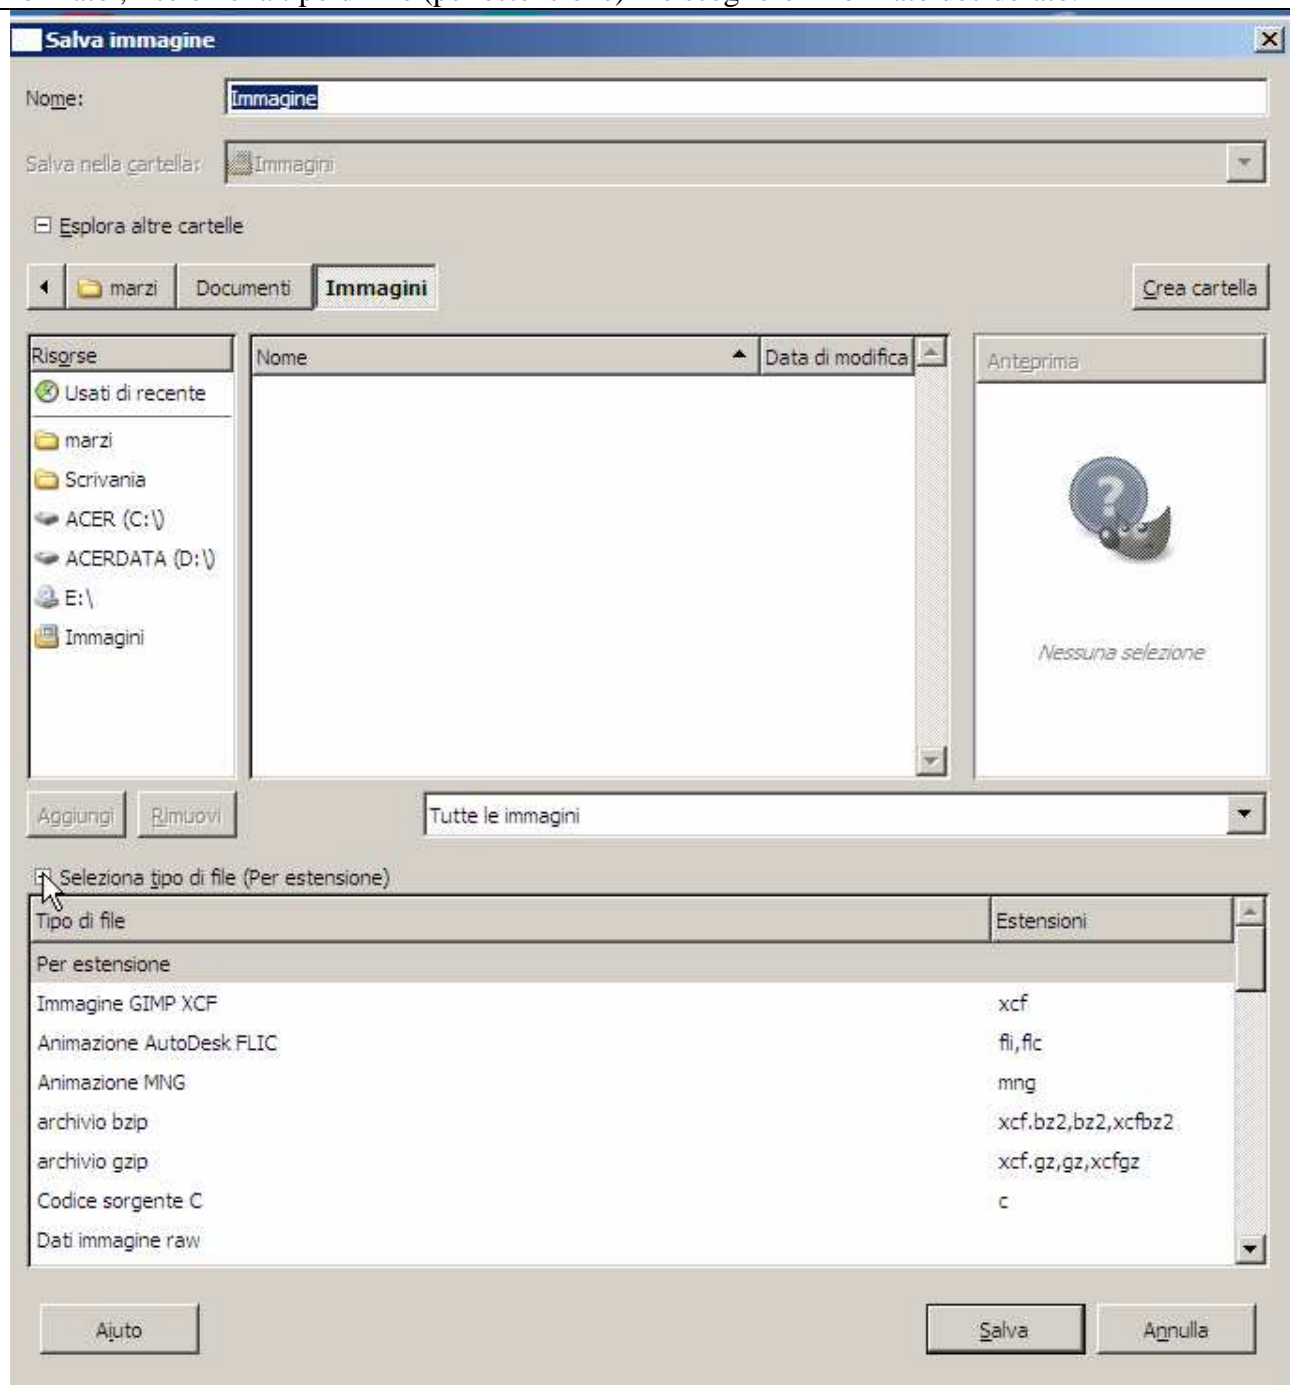 Salva immagine
Nome: Immagine
Salva nella cartella: Immagini
Esplora altre cartelle
marzi Documenti Immagini Crea cartella
Risorse Nome Data di modifica Anteprima
Usati di recente
marzi
Scrivania
ACER (C:\)
ACERDATA (D:\)
E:\
Immagini
Nessuna selezione
Aggiungi Rimuovi Tutte le immagini
Seleziona tipo di file (Per estensione)
Tipo di file Estensioni
Per estensione
Immagine GIMP XCF xcf
Animazione AutoDesk FLIC fli,flc
Animazione MNG mng
archivio bzip xcf.bz2,bz2,xcfbz2
archivio gzip xcf.gz,gz,xcfgz
Codice sorgente C c
Dati immagine raw
Aiuto Salva Annulla